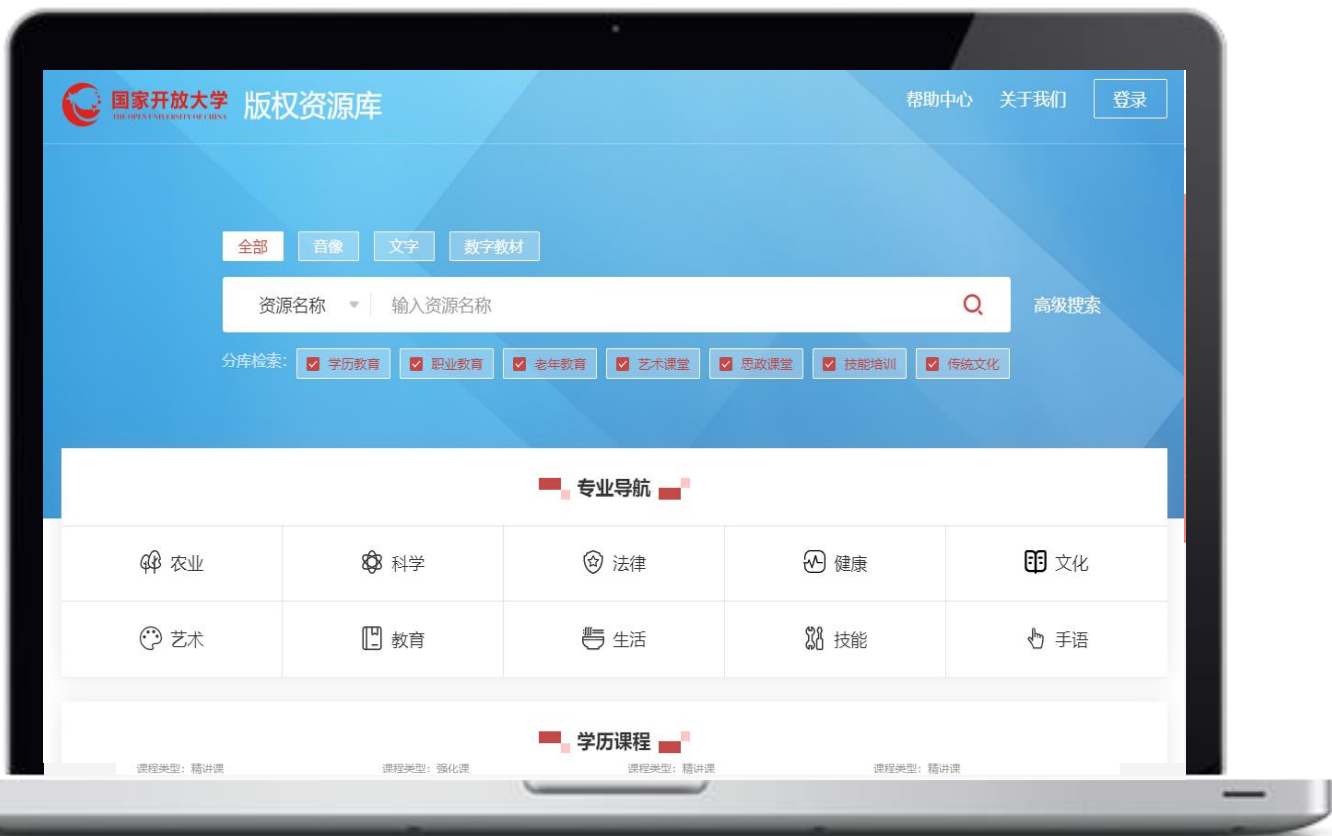 国家开放大学 版权资源库 帮助中心 关于我们 登录
THE OPEN UNIVERSITY OF CHINA
全部 音像 文字 数字教材
资源名称 输入资源名称 高级搜索
分库检索: 学历教育 职业教育 老年教育 艺术课堂 思政课堂 技能培训 传统文化
专业导航
农业 科学 法律 健康 文化
艺术 教育 生活 技能 手语
学历课程
课程类型: 精讲课 课程类型: 强化课 课程类型: 精讲课 课程类型: 精讲课